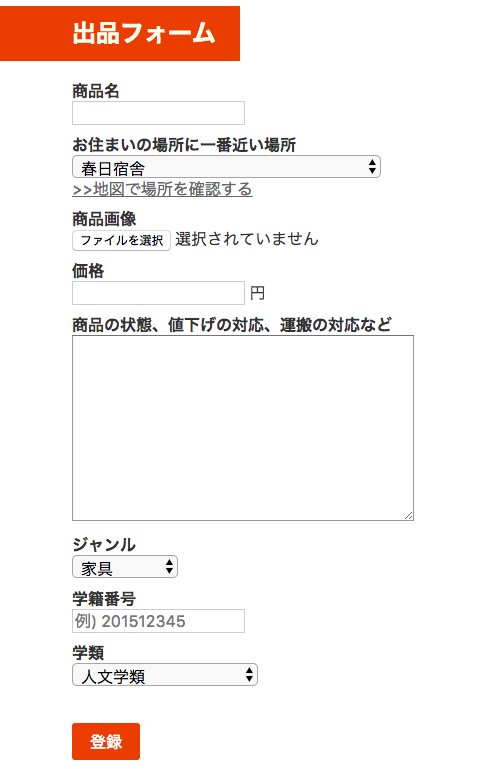 出品フォーム
商品名
お住まいの場所に一番近い場所
春日宿舎
>>地図で場所を確認する
商品画像
ファイルを選択 選択されていません
価格
円
商品の状態、値下げの対応、運搬の対応など
ジャンル
家具
学籍番号
例) 201512345
学類
人文学類
登録